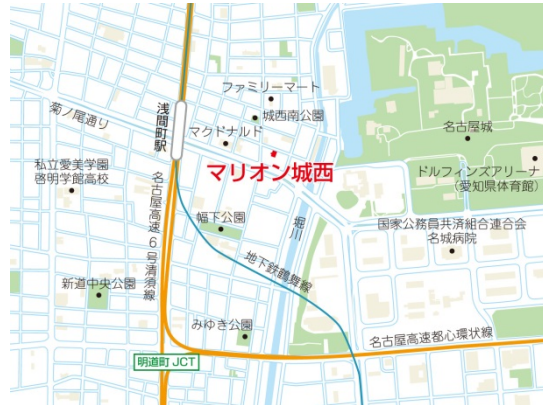 ファミリーマート
城西南公園
菊ノ尾通り
浅間町駅
マクドナルド
名古屋城
マリオン城西
私立愛美学園
啓明学館高校
ドルフィンズアリーナ
（愛知県体育館）
名古屋高速6号清須線
幅下公園
堀川
国家公務員共済組合連合会
名城病院
地下鉄鶴舞線
新道中央公園
みゆき公園
名古屋高速都心環状線
明道町JCT